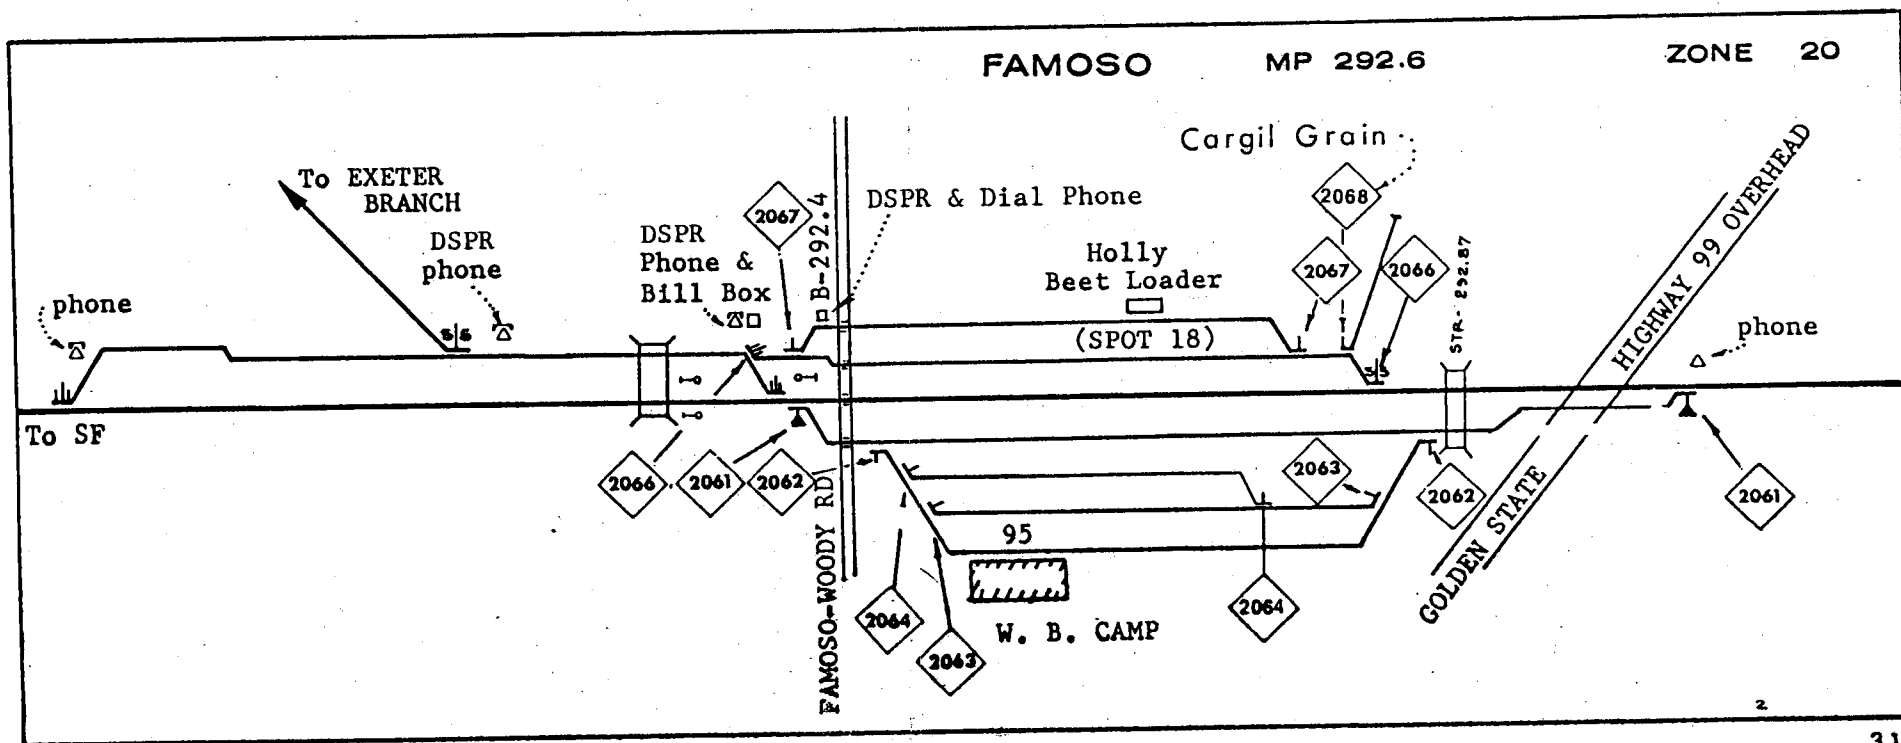 FAMOSO MP 292.6 ZONE 20
Cargil Grain
To EXETER
BRANCH
DSPR
phone
phone
DSPR
Phone &
Bill Box
2067
B-292.4
DSPR & Dial Phone
Holly
Beet Loader
(SPOT 18)
2068
2067
2066
STR- 292.87
HIGHWAY 99 OVERHEAD
phone
S S
S S
To SF
2066
2061
2062
FAMOSO-WOODY RD
2063
2062
GOLDEN STATE
2061
95
2064
2063
W. B. CAMP
2064
2
31